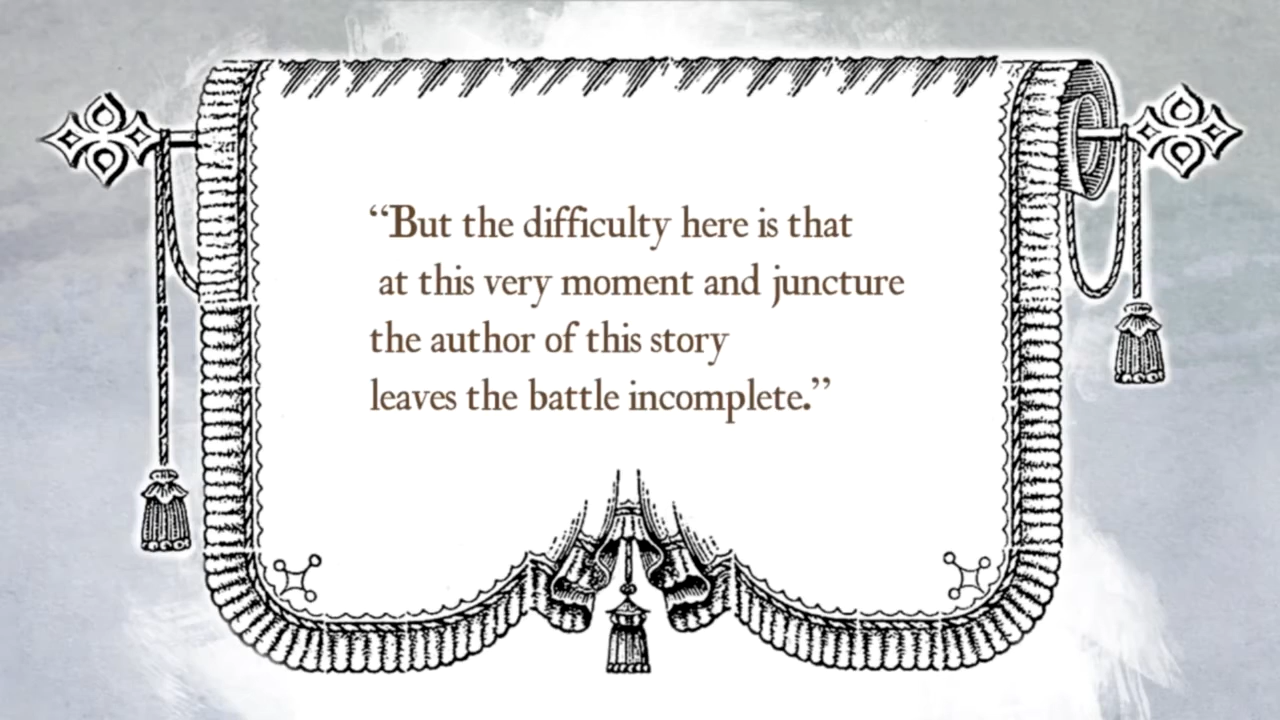 “But the difficulty here is that
at this very moment and juncture
the author of this story
leaves the battle incomplete.”